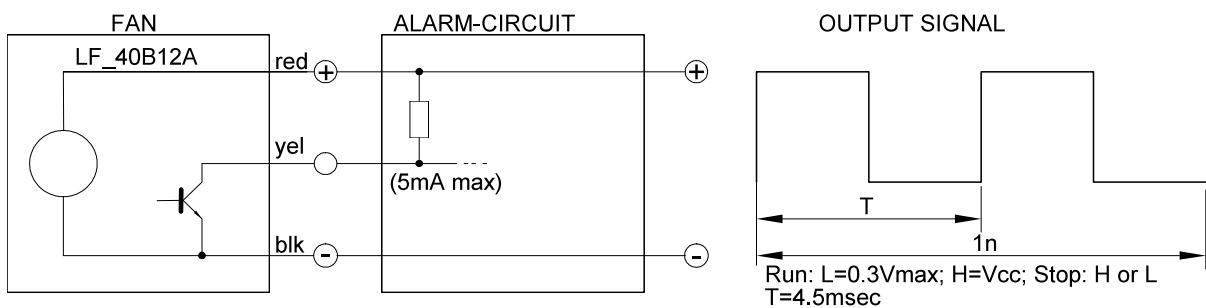 FAN
LF_40B12A
red
+
yel
blk
-
ALARM-CIRCUIT
+
(5mA max)
-
OUTPUT SIGNAL
T
1n
Run: L=0.3Vmax; H=Vcc; Stop: H or L
T=4.5msec